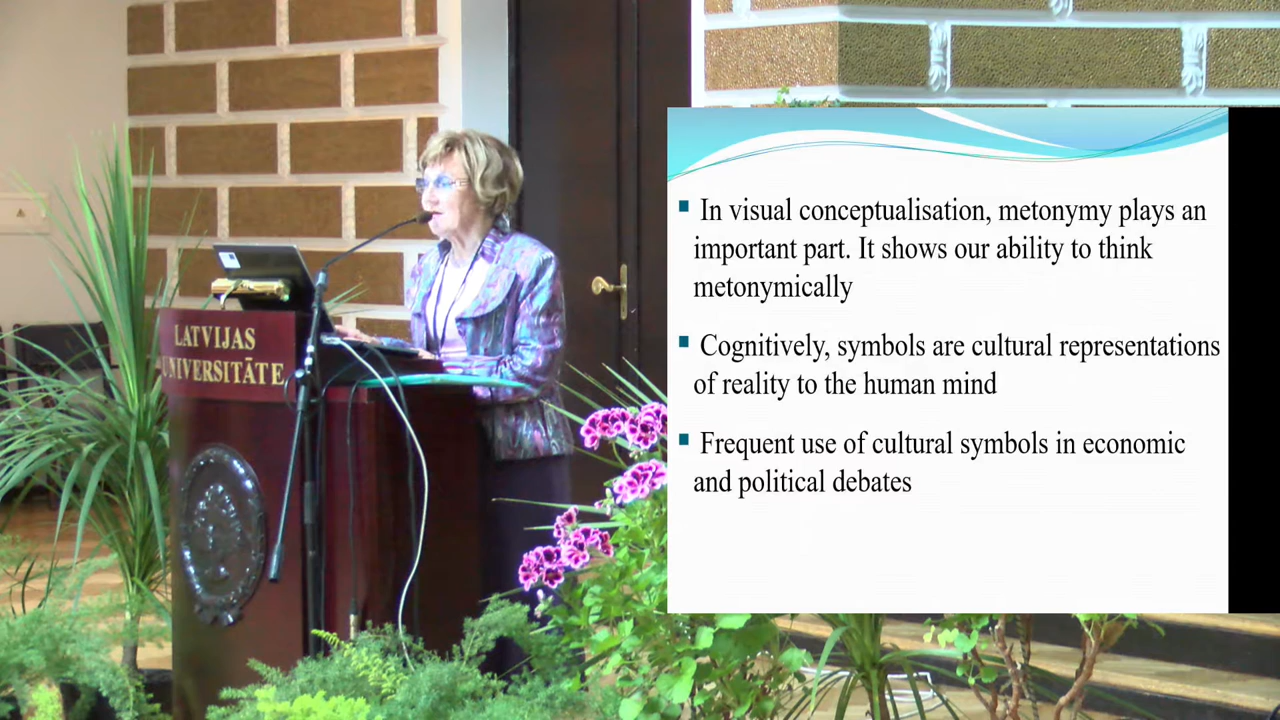 LATVIJAS
UNIVERSITĀTE
In visual conceptualisation, metonymy plays an
important part. It shows our ability to think
metonymically
Cognitively, symbols are cultural representations
of reality to the human mind
Frequent use of cultural symbols in economic
and political debates